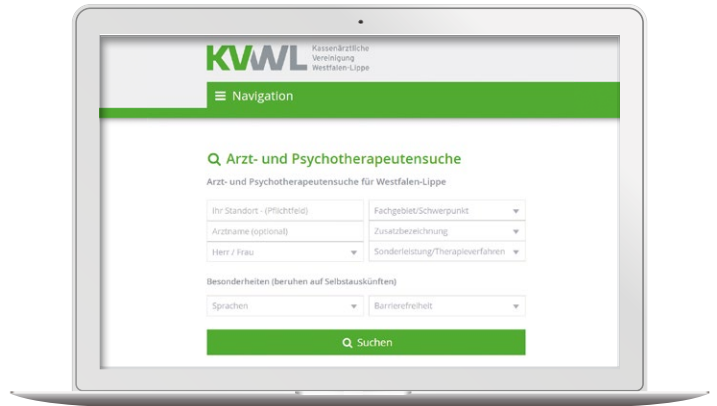 KVWL
Kassenärztliche
Vereinigung
Westfalen-Lippe
Navigation
Arzt- und Psychotherapeutensuche
Arzt- und Psychotherapeutensuche für Westfalen-Lippe
Ihr Standort - (Pflichtfeld)
Fachgebiet/Schwerpunkt
Arztname (optional)
Zusatzbezeichnung
Herr / Frau
Sonderleistung/Therapieverfahren
Besonderheiten (beruhen auf Selbstauskünften)
Sprachen
Barrierefreiheit
Suchen